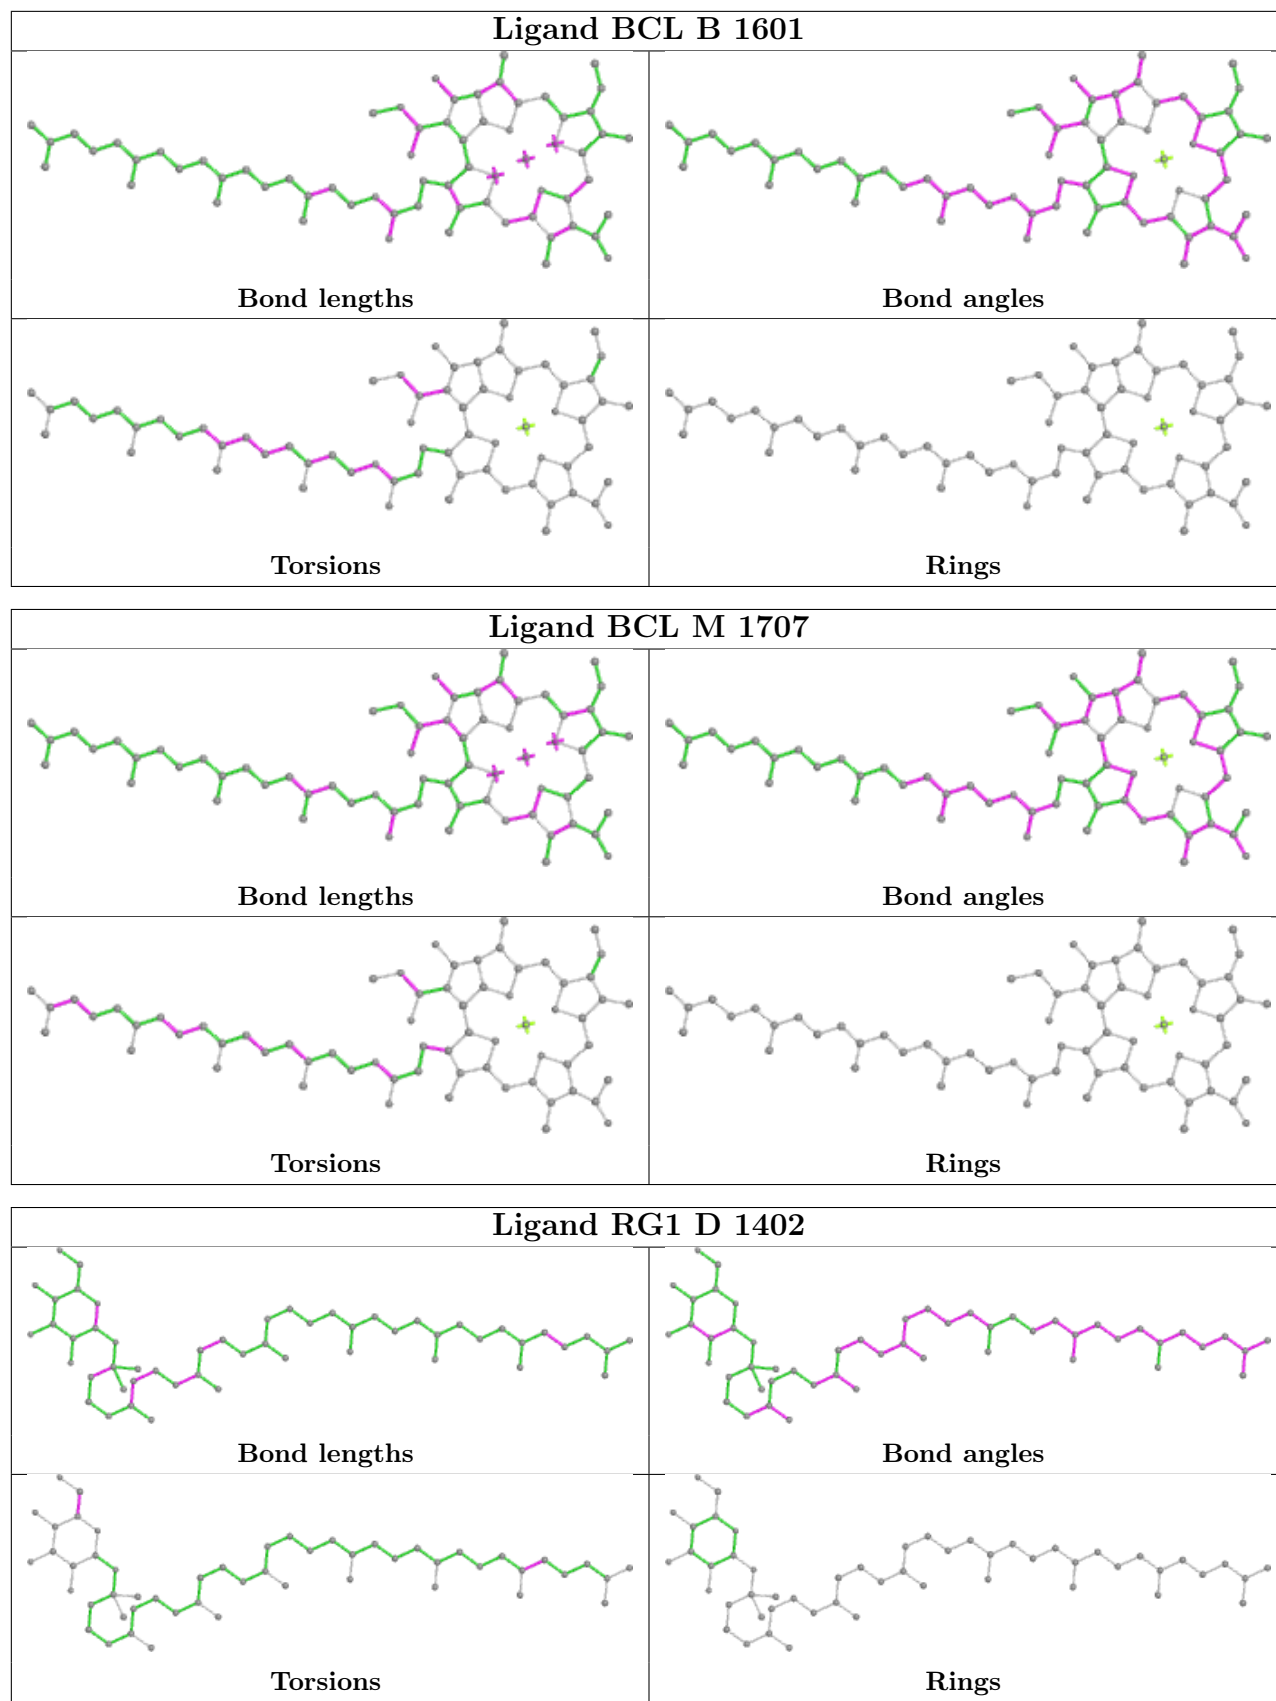 Ligand BCL B 1601
Bond lengths
Bond angles
Torsions
Rings
Ligand BCL M 1707
Bond lengths
Bond angles
Torsions
Rings
Ligand RG1 D 1402
Bond lengths
Bond angles
Torsions
Rings